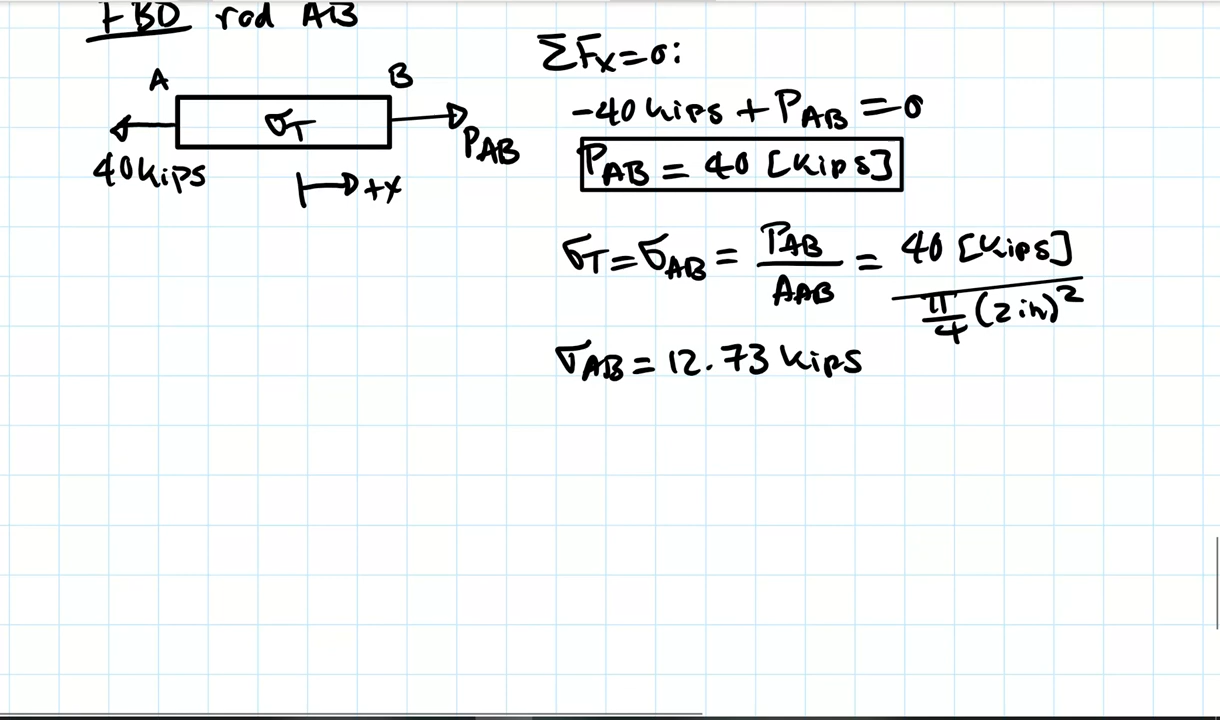 FBD rod AB
A B
σT
40 kips
PAB
+x
ΣFx=0:
-40 kips + PAB = 0
PAB = 40 [kips]
σT = σAB = PAB / AAB = 40 [kips] / π/4 (2 in)²
σAB = 12.73 kips